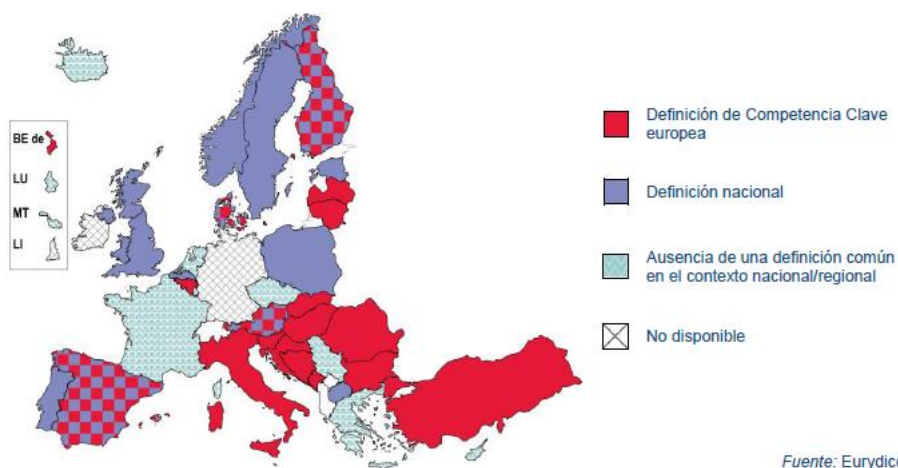 BE de
LU
MT
LI
Definición de Competencia Clave
europea
Definición nacional
Ausencia de una definición común
en el contexto nacional/regional
No disponible
Fuente: Eurydice